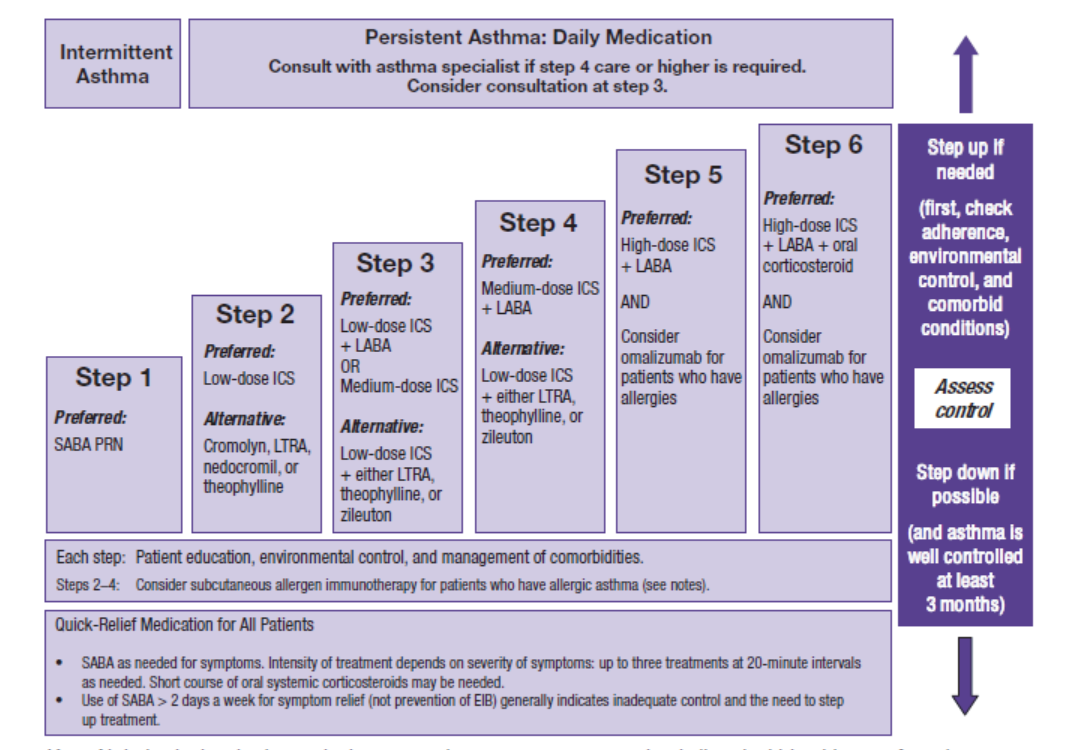 Intermittent
Asthma
Persistent Asthma: Daily Medication
Consult with asthma specialist if step 4 care or higher is required.
Consider consultation at step 3.
Step 1
Preferred:
SABA PRN
Step 2
Preferred:
Low-dose ICS
Alternative:
Cromolyn, LTRA,
nedocromil, or
theophylline
Step 3
Preferred:
Low-dose ICS
+ LABA
OR
Medium-dose ICS
Alternative:
Low-dose ICS
+ either LTRA,
theophylline, or
zileuton
Step 4
Preferred:
Medium-dose ICS
+ LABA
Alternative:
Low-dose ICS
+ either LTRA,
theophylline, or
zileuton
Step 5
Preferred:
High-dose ICS
+ LABA
AND
Consider
omalizumab for
patients who have
allergies
Step 6
Preferred:
High-dose ICS
+ LABA + oral
corticosteroid
AND
Consider
omalizumab for
patients who have
allergies
Step up if
needed
(first, check
adherence,
environmental
control, and
comorbid
conditions)
Assess
control
Step down if
possible
(and asthma is
well controlled
at least
3 months)
Each step: Patient education, environmental control, and management of comorbidities.
Steps 2–4: Consider subcutaneous allergen immunotherapy for patients who have allergic asthma (see notes).
Quick-Relief Medication for All Patients
• SABA as needed for symptoms. Intensity of treatment depends on severity of symptoms: up to three treatments at 20-minute intervals
as needed. Short course of oral systemic corticosteroids may be needed.
• Use of SABA > 2 days a week for symptom relief (not prevention of EIB) generally indicates inadequate control and the need to step
up treatment.